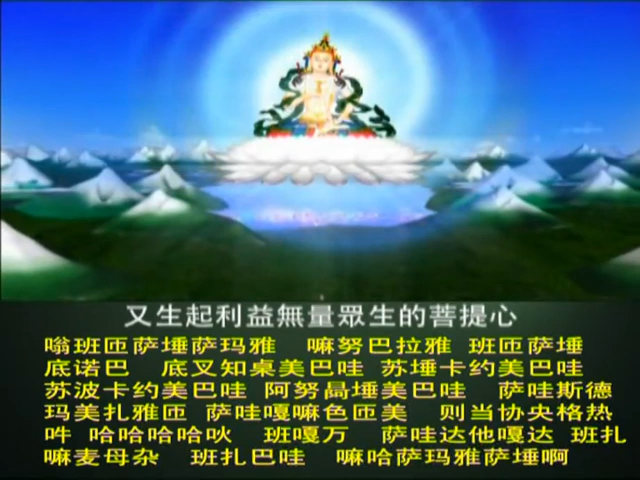 又生起利益無量眾生的菩提心
嗡班匝萨埵萨玛雅 嘛努巴拉雅 班匝萨埵
底诺巴 底叉知桌美巴哇 苏埵卡约美巴哇
苏波卡约美巴哇 阿努晶埵美巴哇 萨哇斯德
玛美扎雅匝 萨哇嘎嘛色匝美 则当协央格热
吽 哈哈哈哈吙 班嘎万 萨哇达他嘎达 班扎
嘛麦母杂 班扎巴哇 嘛哈萨玛雅萨埵啊